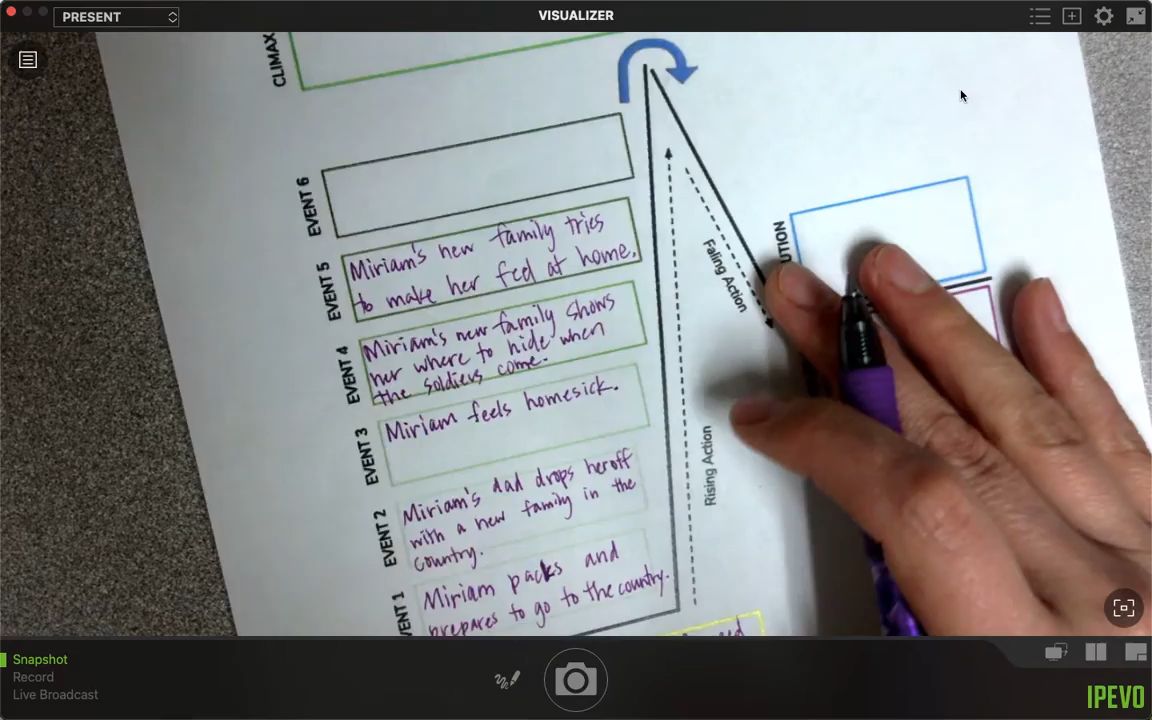 PRESENT
VISUALIZER
CLIMAX
EVENT 6
EVENT 5
Miriam's new family tries
to make her feel at home.
EVENT 4
Miriam's new family shows
her where to hide when
the soldiers come.
EVENT 3
Miriam feels homesick.
EVENT 2
Miriam's dad drops her off
with a new family in the
country.
EVENT 1
Miriam packs and
prepares to go to the country.
Rising Action
Faling Action
UTION
Snapshot
Record
Live Broadcast
IPEVO